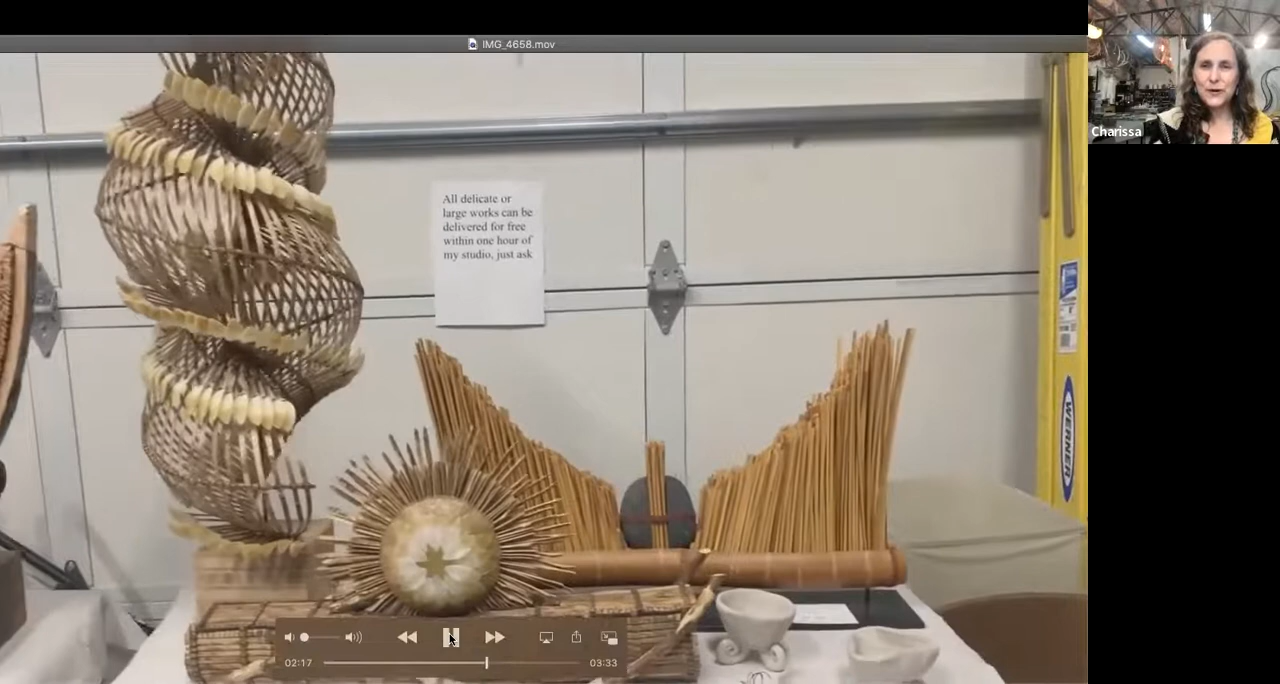 IMG_4658.mov
Charissa
All delicate or
large works can be
delivered for free
within one hour of
my studio, just ask
WERNER
02:17
03:33